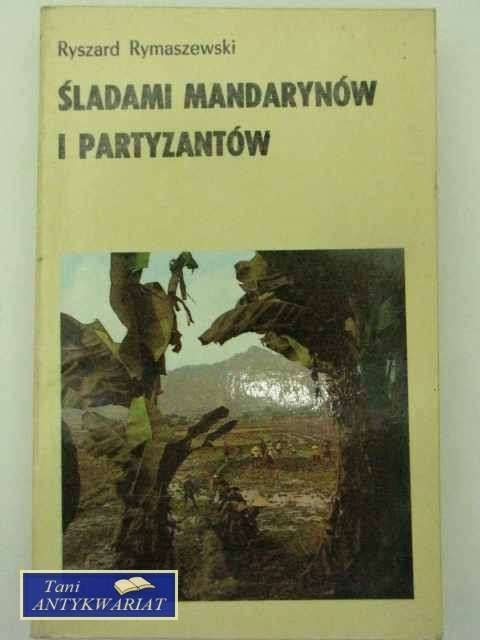 Ryszard Rymaszewski
ŚLADAMI MANDARYNÓW
I PARTYZANTÓW
Tani
ANTYKWARIAT